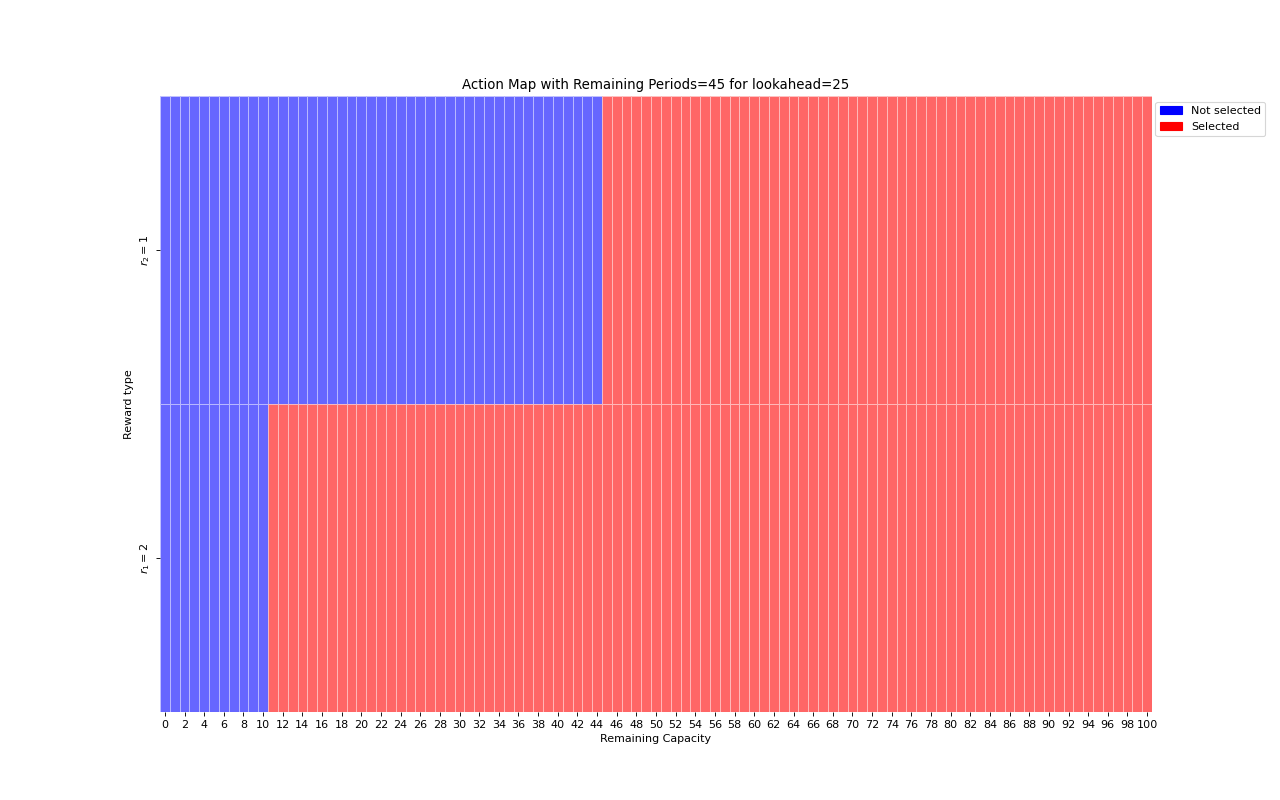 Action Map with Remaining Periods=45 for lookahead=25
Not selected
Selected
Reward type
r₂ = 1
r₁ = 2
0 2 4 6 8 10 12 14 16 18 20 22 24 26 28 30 32 34 36 38 40 42 44 46 48 50 52 54 56 58 60 62 64 66 68 70 72 74 76 78 80 82 84 86 88 90 92 94 96 98 100
Remaining Capacity